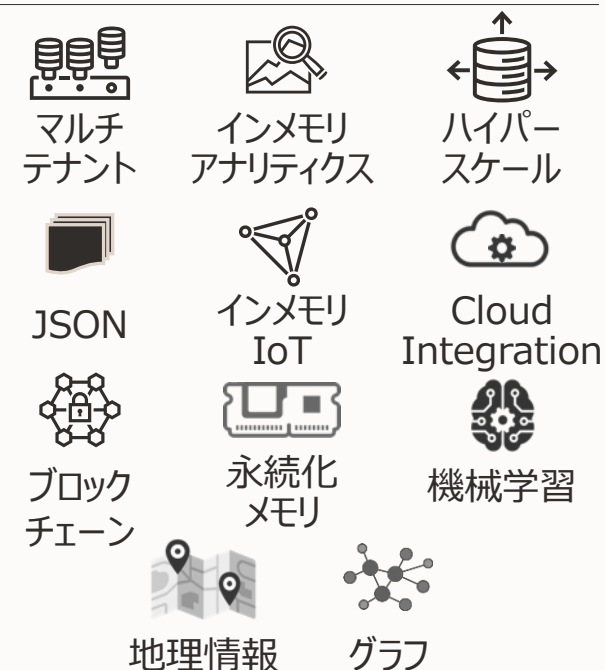 マルチ
テナント
インメモリ
アナリティクス
ハイパー
スケール
JSON
インメモリ
IoT
Cloud
Integration
ブロック
チェーン
永続化
メモリ
機械学習
地理情報
グラフ